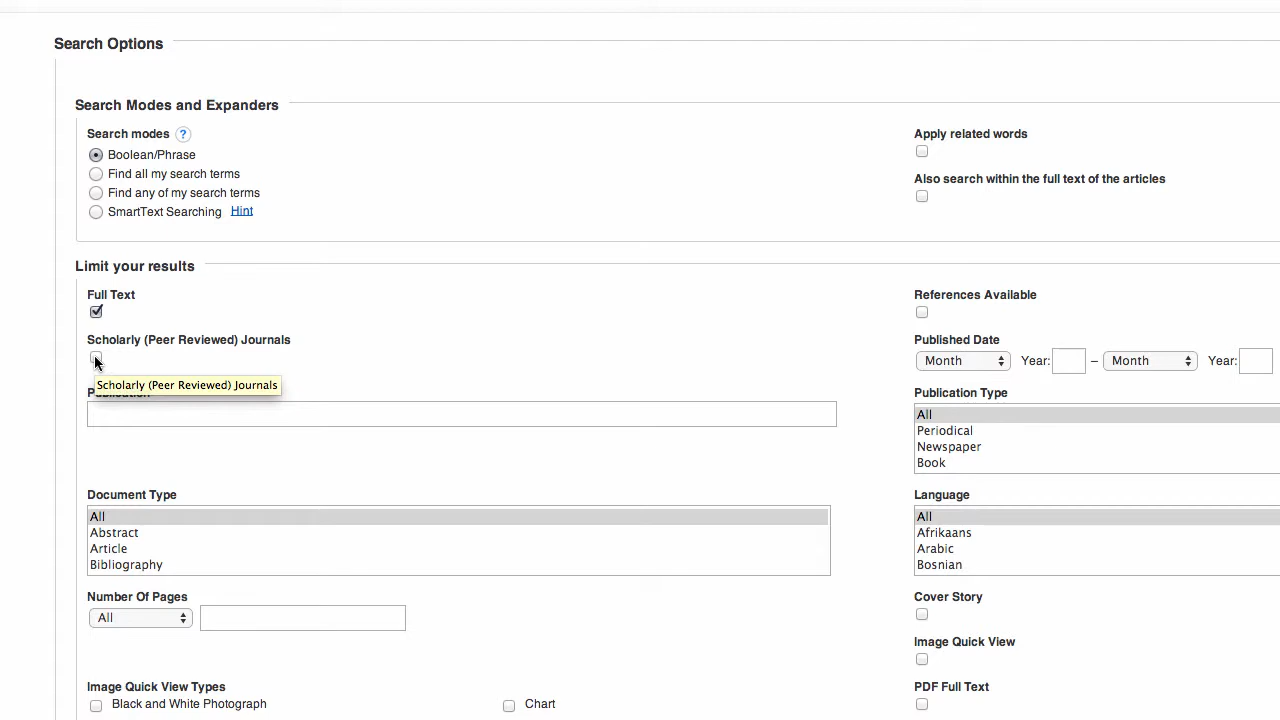 Search Options
Search Modes and Expanders
Search modes ?
Boolean/Phrase
Find all my search terms
Find any of my search terms
SmartText Searching Hint
Apply related words
Also search within the full text of the articles
Limit your results
Full Text
References Available
Scholarly (Peer Reviewed) Journals
Published Date
Month Year: – Month Year:
Scholarly (Peer Reviewed) Journals
Publication
Publication Type
All
Periodical
Newspaper
Book
Document Type
All
Abstract
Article
Bibliography
Language
All
Afrikaans
Arabic
Bosnian
Number Of Pages
All
Cover Story
Image Quick View
Image Quick View Types
Black and White Photograph
Chart
PDF Full Text